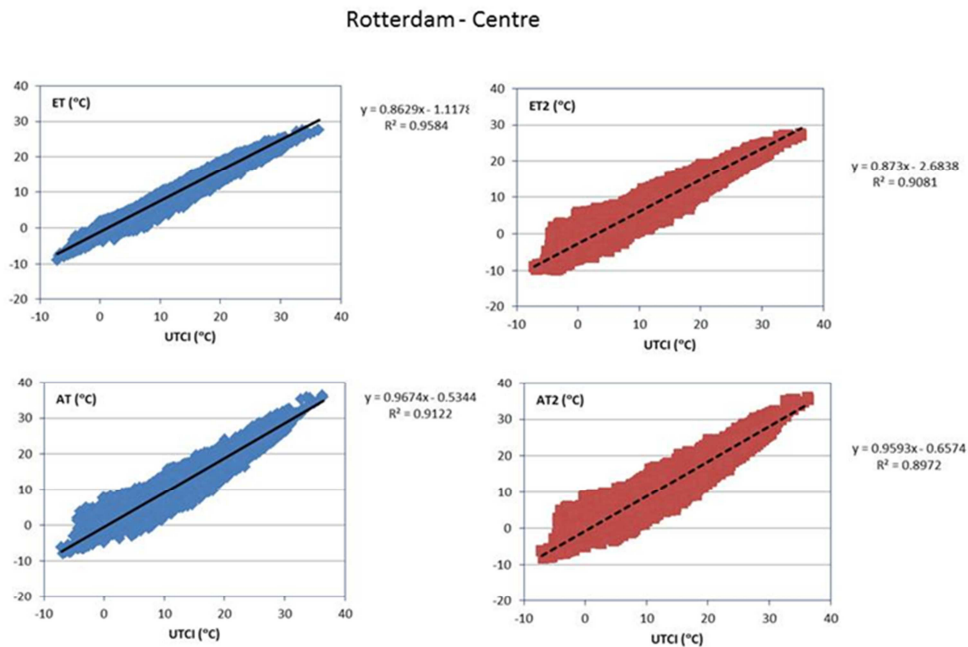 Rotterdam - Centre
ET (°C)
40
30
20
10
0
-10
-20
-10 0 10 20 30 40
UTCI (°C)
y = 0.8629x - 1.1178
R² = 0.9584
ET2 (°C)
40
30
20
10
0
-10
-20
-10 0 10 20 30 40
UTCI (°C)
y = 0.873x - 2.6838
R² = 0.9081
AT (°C)
40
30
20
10
0
-10
-20
-10 0 10 20 30 40
UTCI (°C)
y = 0.9674x - 0.5344
R² = 0.9122
AT2 (°C)
40
30
20
10
0
-10
-20
-10 0 10 20 30 40
UTCI (°C)
y = 0.9593x - 0.6574
R² = 0.8972